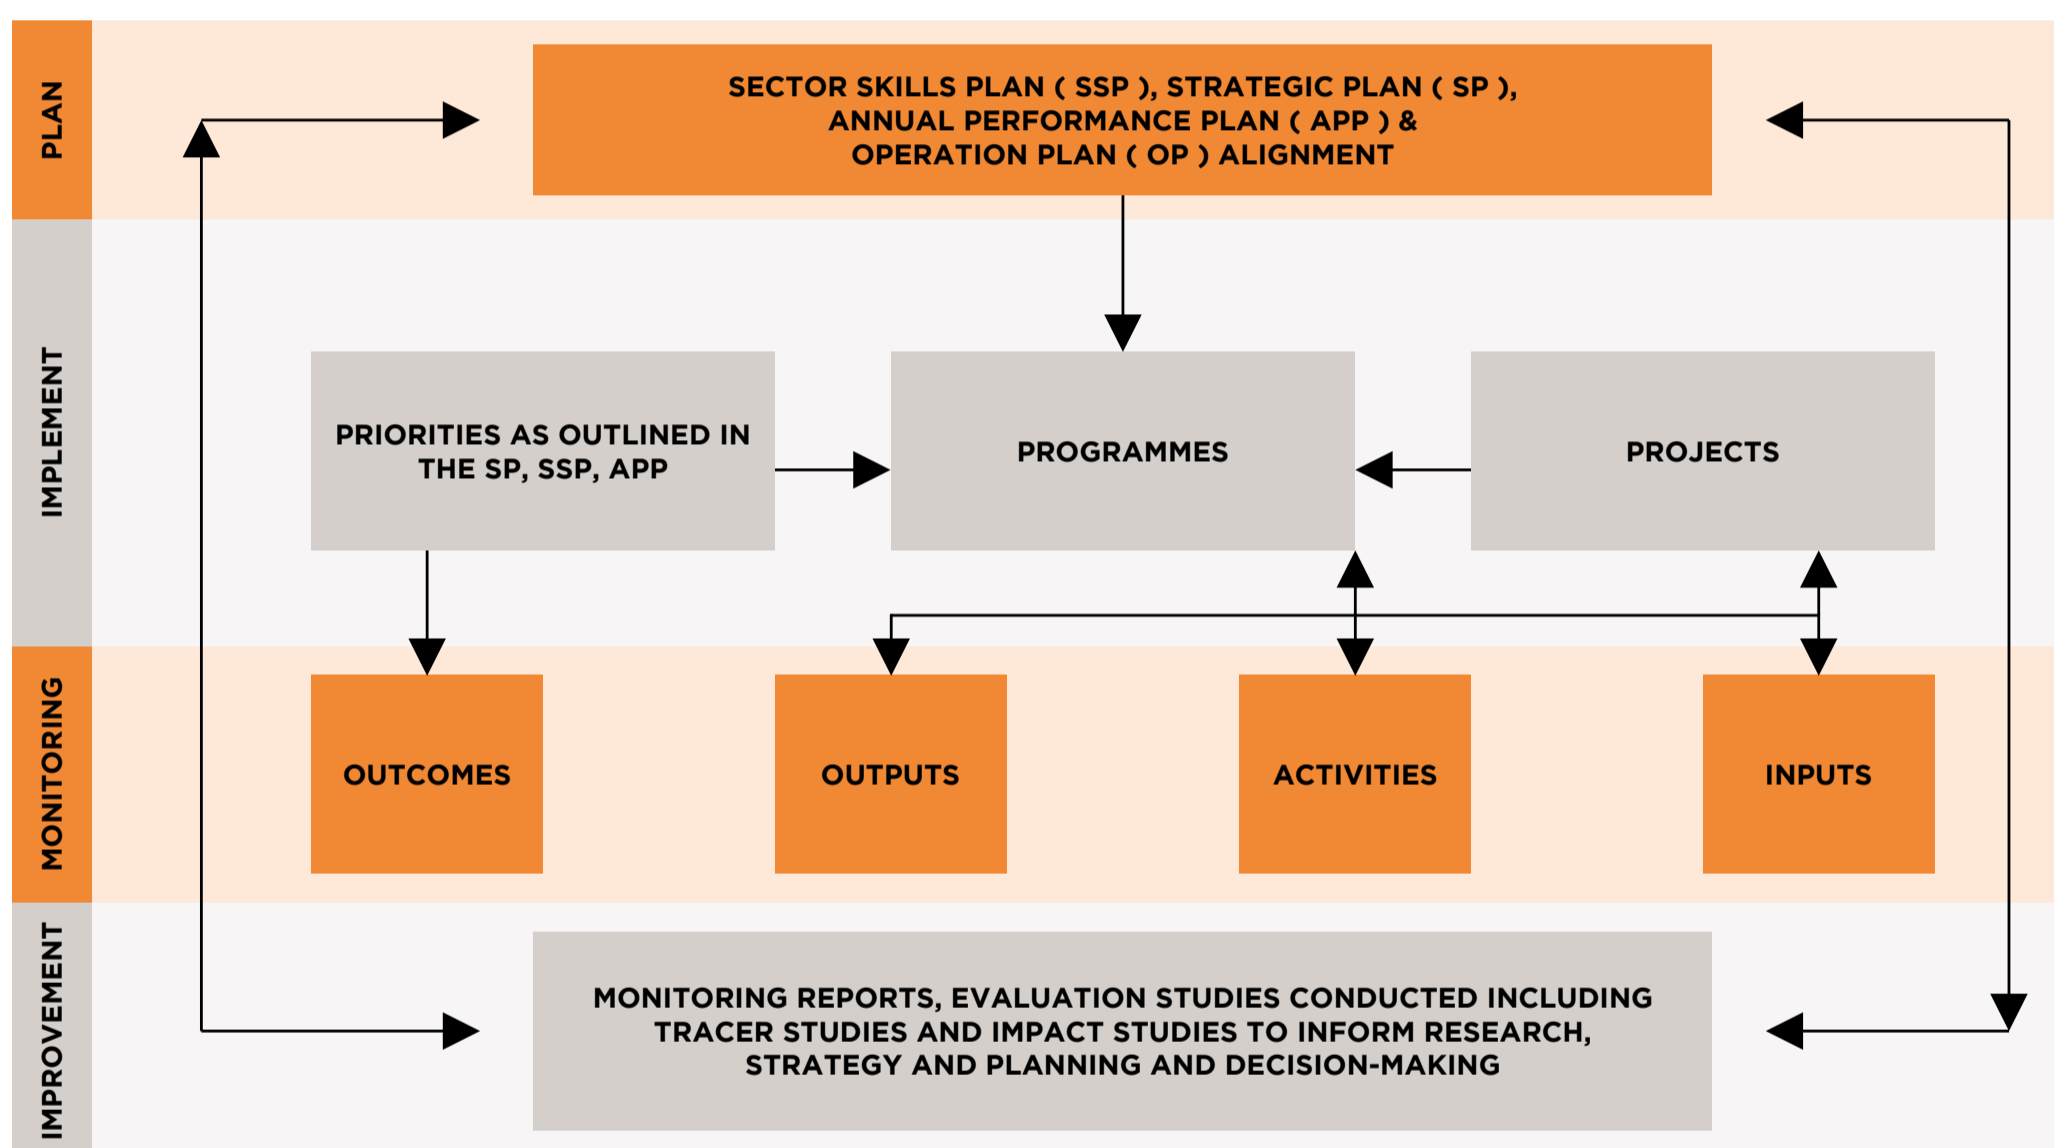 PLAN
SECTOR SKILLS PLAN ( SSP ), STRATEGIC PLAN ( SP ),
ANNUAL PERFORMANCE PLAN ( APP ) &
OPERATION PLAN ( OP ) ALIGNMENT
IMPLEMENT
PRIORITIES AS OUTLINED IN
THE SP, SSP, APP
PROGRAMMES
PROJECTS
MONITORING
OUTCOMES
OUTPUTS
ACTIVITIES
INPUTS
IMPROVEMENT
MONITORING REPORTS, EVALUATION STUDIES CONDUCTED INCLUDING
TRACER STUDIES AND IMPACT STUDIES TO INFORM RESEARCH,
STRATEGY AND PLANNING AND DECISION-MAKING